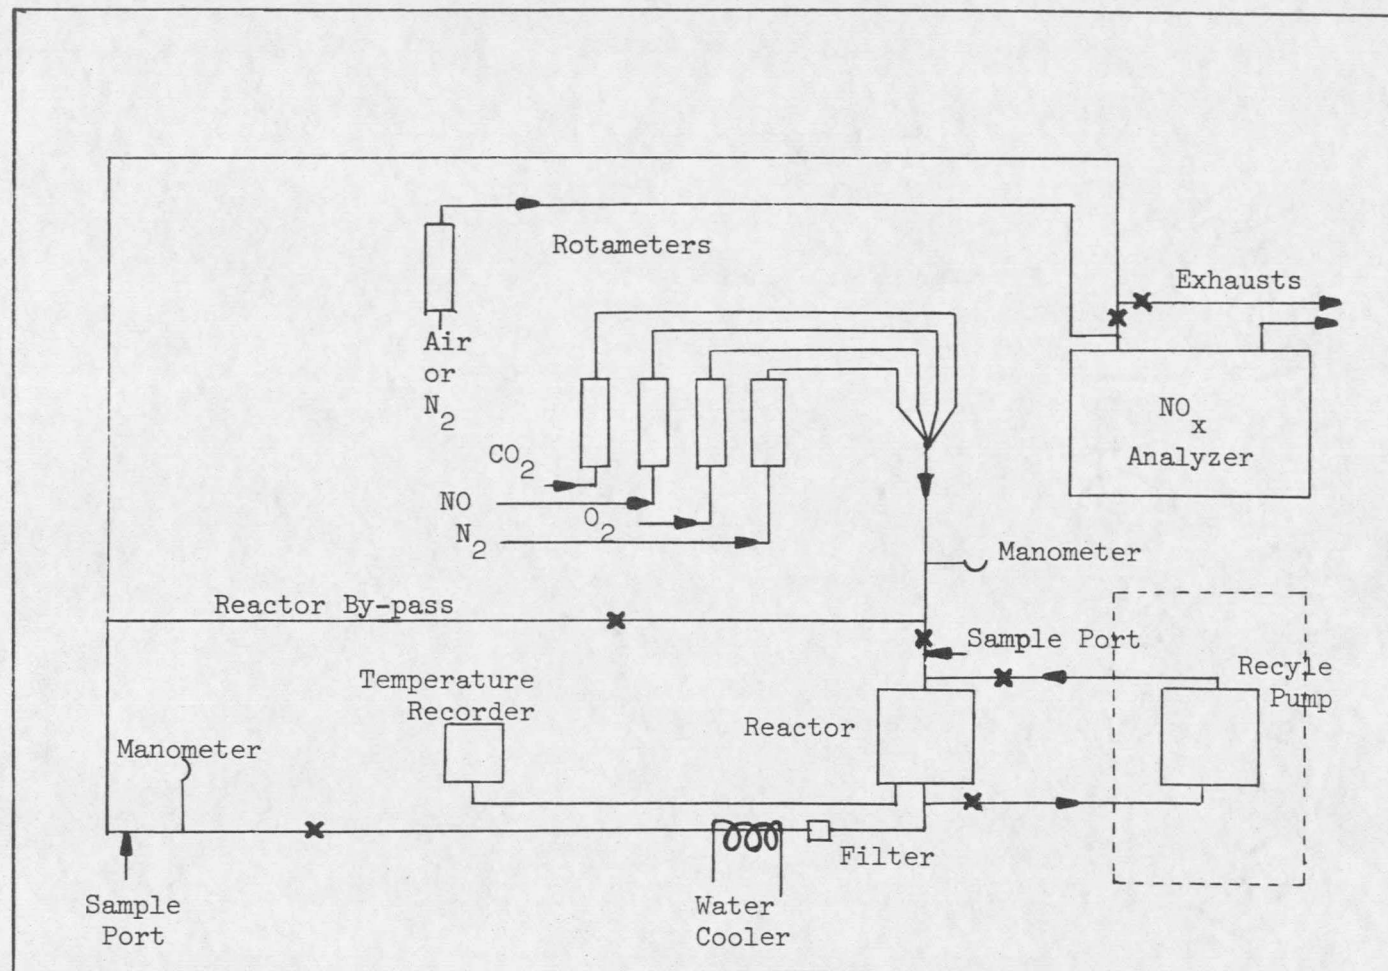 Rotameters
Exhausts
Air
or
N2
NOx
Analyzer
CO2
NO
O2
N2
Manometer
Reactor By-pass
Sample Port
Recyle
Pump
Temperature
Recorder
Reactor
Manometer
Filter
Sample
Port
Water
Cooler